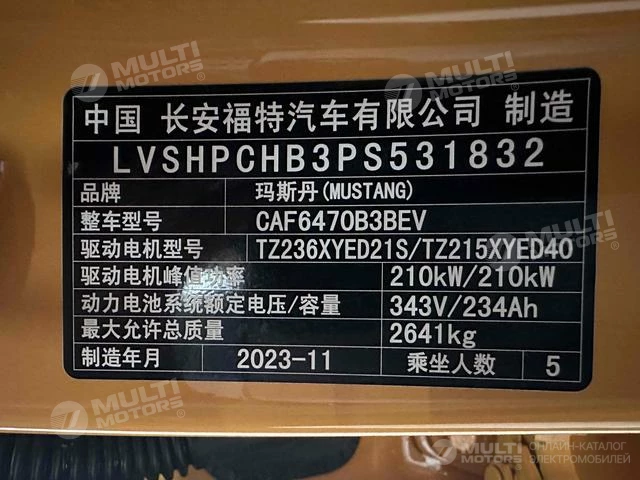 中国 长安福特汽车有限公司 制造
LVSHPCHB3PS531832
品牌 玛斯丹(MUSTANG)
整车型号 CAF6470B3BEV
驱动电机型号 TZ236XYED21S/TZ215XYED40
驱动电机峰值功率 210kW/210kW
动力电池系统额定电压/容量 343V/234Ah
最大允许总质量 2641kg
制造年月 2023-11 乘坐人数 5
MULTI MOTORS
MULTI MOTORS
MULTI MOTORS
MULTI MOTORS
ОНЛАЙН-КАТАЛОГ
ЭЛЕКТРОМОБИЛЕЙ